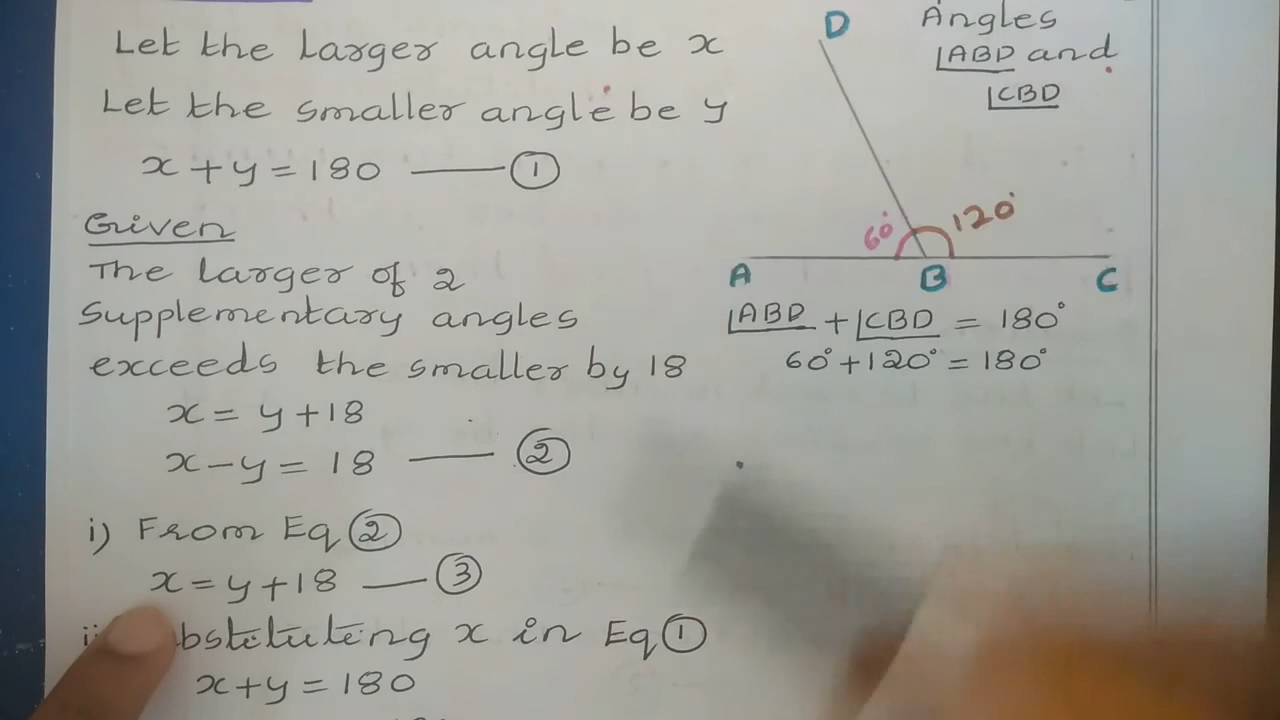 Let the Larger angle be x
Let the smaller angle be y
x + y = 180 ——— ①
Given
The larger of 2
Supplementary angles
exceeds the smaller by 18
x = y + 18
x - y = 18 ——— ②
i) From Eq ②
x = y + 18 —— ③
x in Eq ①
x + y = 180
Angles
∠ABD and
∠CBD
D
60° 120°
A B C
∠ABD + ∠CBD = 180°
60° + 120° = 180°